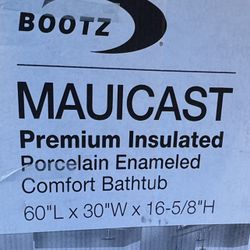 BOOTZ®
MAUICAST
Premium Insulated
Porcelain Enameled
Comfort Bathtub
60"L x 30"W x 16-5/8"H